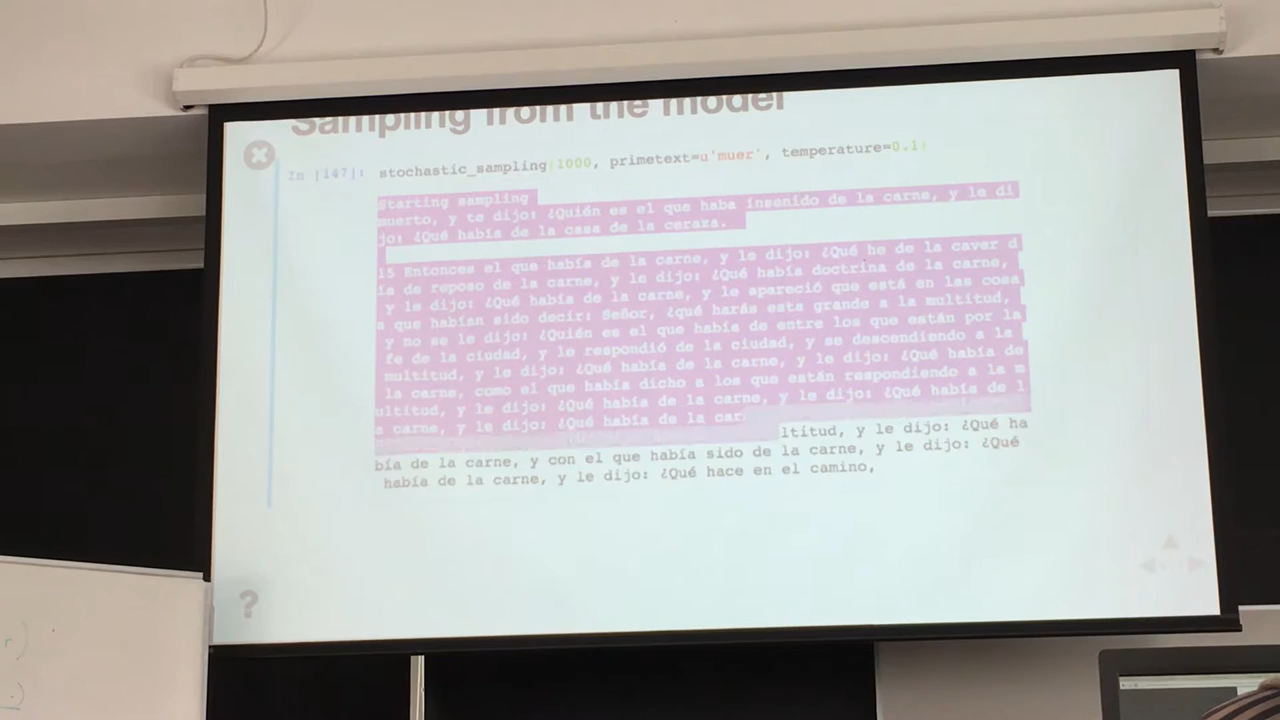 Sampling from the model
In [147]: stochastic_sampling(1000, primetext=u'muer', temperature=0.1)
Starting sampling
muerto, y te dijo: ¿Quién es el que haba insenido de la carne, y le di
jo: ¿Qué había de la casa de la ceraza.
15 Entonces el que había de la carne, y le dijo: ¿Qué he de la caver d
ía de reposo de la carne, y le dijo: ¿Qué había doctrina de la carne,
y le dijo: ¿Qué había de la carne, y le apareció que está en las cosa
s que habían sido decir: Señor, ¿qué harás esta grande a la multitud,
y no se le dijo: ¿Quién es el que había de entre los que están por la
fe de la ciudad, y le respondió de la ciudad, y se descendiendo a la
multitud, y le dijo: ¿Qué había de la carne, y le dijo: ¿Qué había de
la carne, como el que había dicho a los que están respondiendo a la m
ultitud, y le dijo: ¿Qué había de la carne, y le dijo: ¿Qué había de l
a carne, y le dijo: ¿Qué había de la car
ltitud, y le dijo: ¿Qué ha
bía de la carne, y con el que había sido de la carne, y le dijo: ¿Qué
había de la carne, y le dijo: ¿Qué hace en el camino,
?